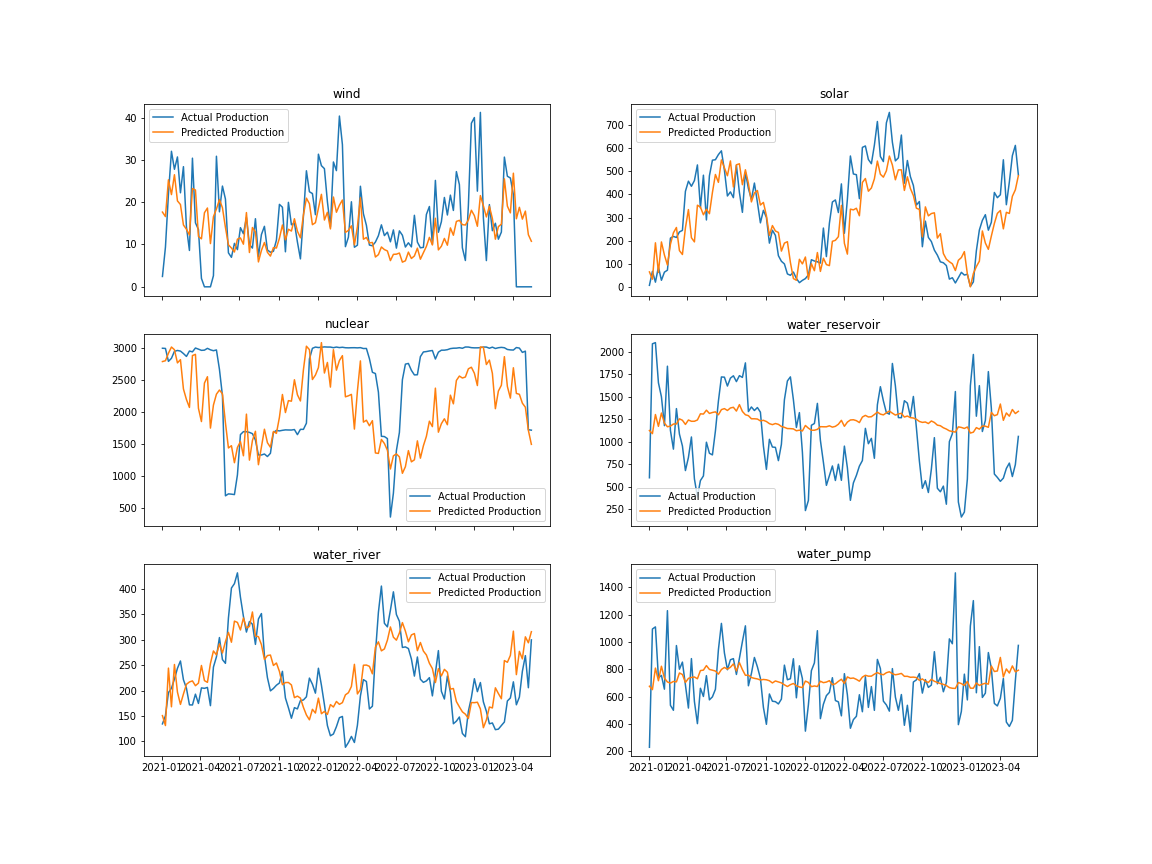 wind
40
30
20
10
0
Actual Production
Predicted Production
solar
700
600
500
400
300
200
100
0
Actual Production
Predicted Production
nuclear
3000
2500
2000
1500
1000
500
Actual Production
Predicted Production
water_reservoir
2000
1750
1500
1250
1000
750
500
250
Actual Production
Predicted Production
water_river
400
350
300
250
200
150
100
Actual Production
Predicted Production
2021-01 2021-04 2021-07 2021-10 2022-01 2022-04 2022-07 2022-10 2023-01 2023-04
water_pump
1400
1200
1000
800
600
400
200
Actual Production
Predicted Production
2021-01 2021-04 2021-07 2021-10 2022-01 2022-04 2022-07 2022-10 2023-01 2023-04